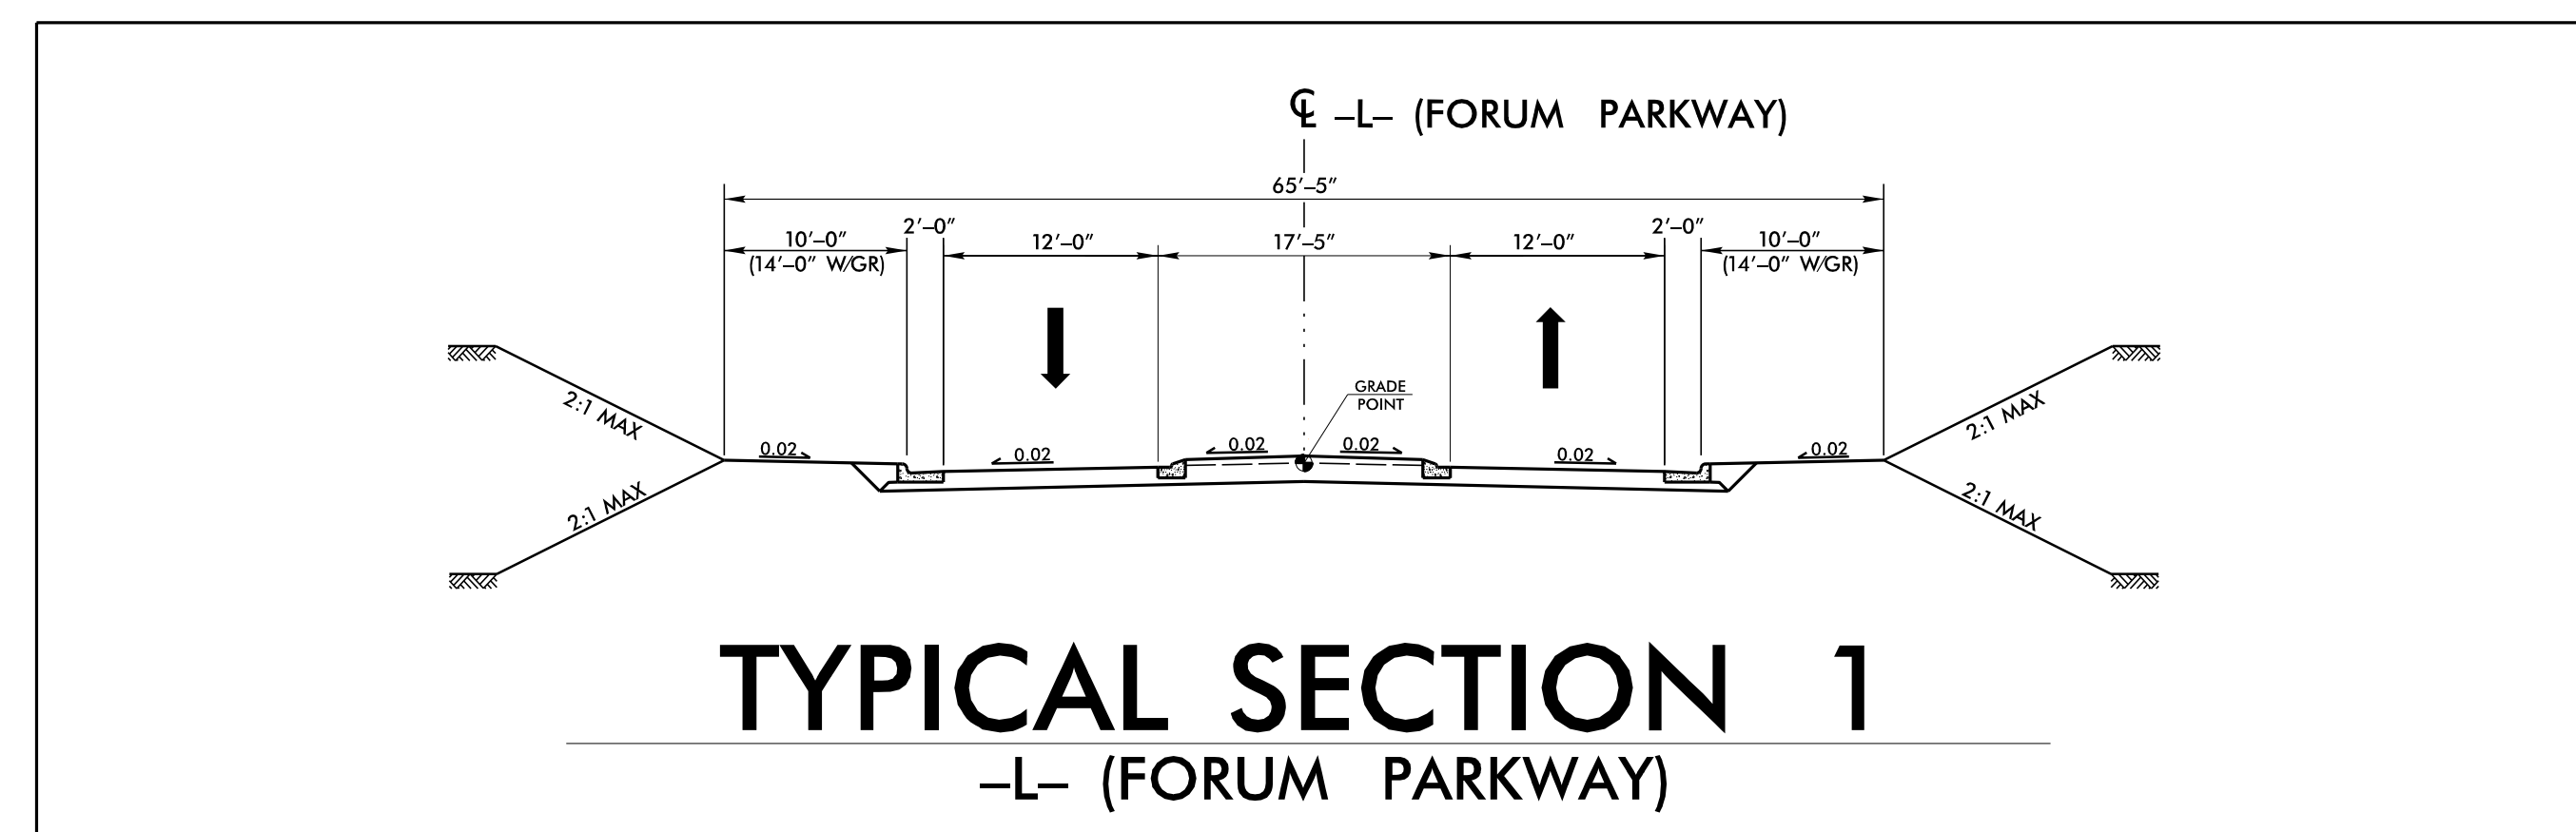 ℄ –L– (FORUM PARKWAY)
65'–5"
2'–0" 2'–0"
10'–0" 12'–0" 17'–5" 12'–0" 10'–0"
(14'–0" W/GR) (14'–0" W/GR)
GRADE
POINT
2:1 MAX 2:1 MAX
0.02 0.02 0.02 0.02 0.02 0.02
2:1 MAX 2:1 MAX
TYPICAL SECTION 1
–L– (FORUM PARKWAY)